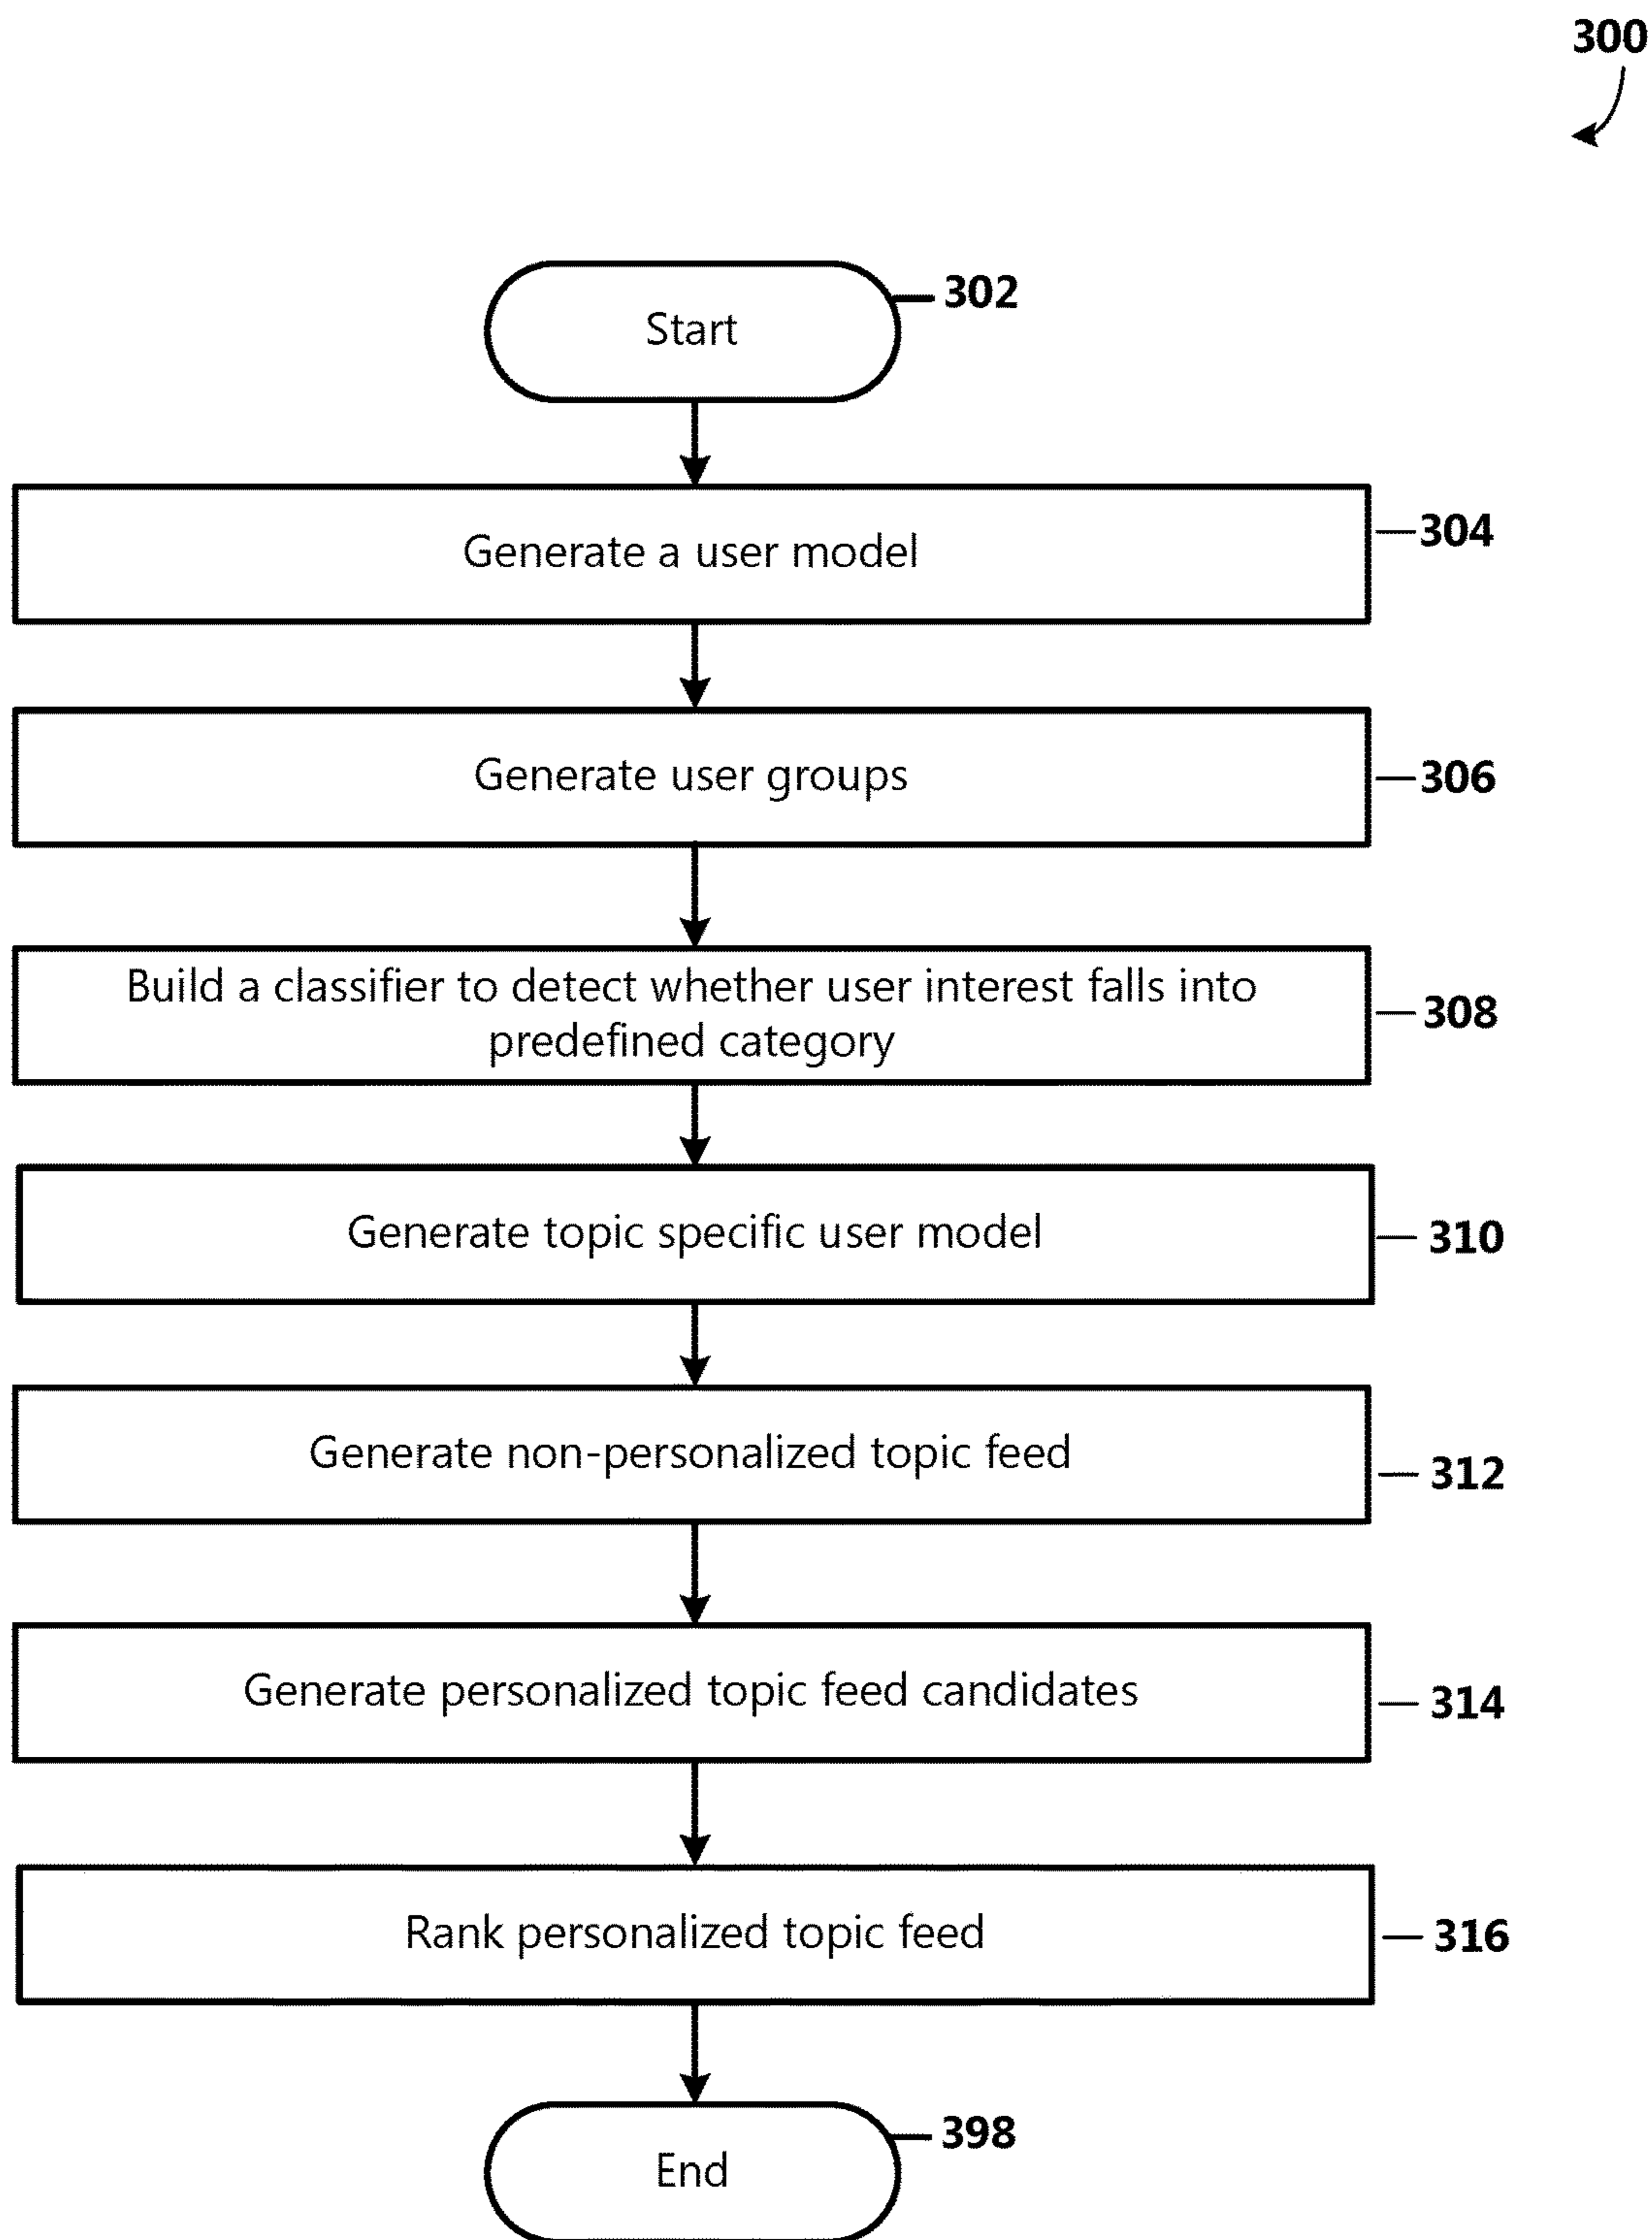 300
Start
302
Generate a user model
304
Generate user groups
306
Build a classifier to detect whether user interest falls into
predefined category
308
Generate topic specific user model
310
Generate non-personalized topic feed
312
Generate personalized topic feed candidates
314
Rank personalized topic feed
316
End
398